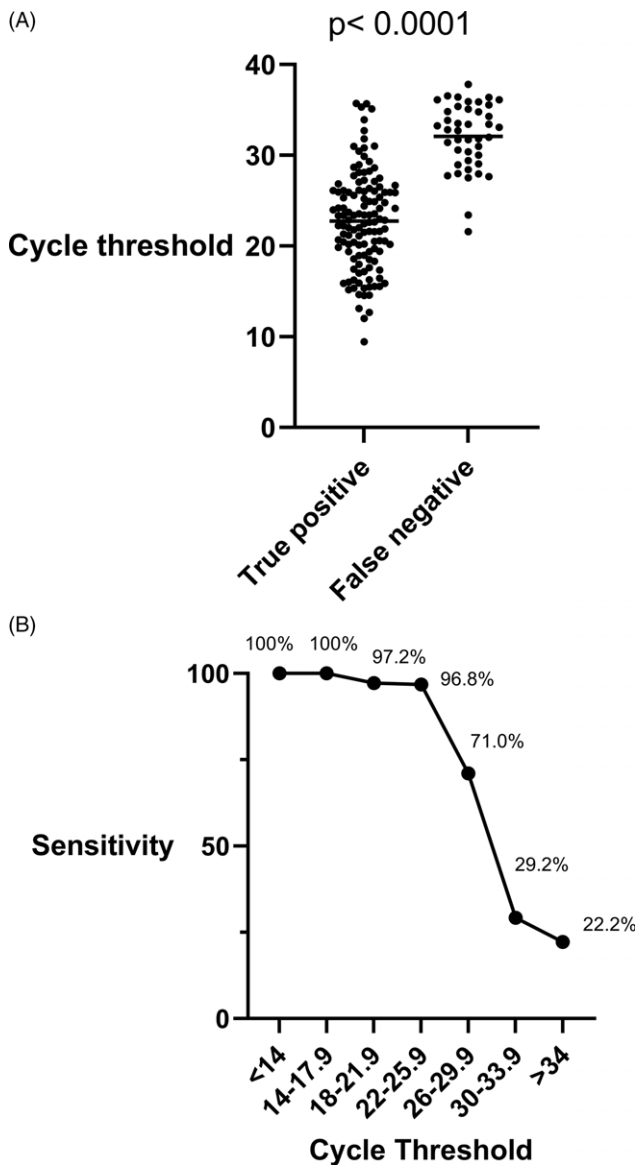 (A)
p< 0.0001
40
30
20
10
0
Cycle threshold
True positive
False negative
(B)
100%
100%
97.2%
96.8%
71.0%
29.2%
22.2%
100
50
0
Sensitivity
<14
14-17.9
18-21.9
22-25.9
26-29.9
30-33.9
>34
Cycle Threshold